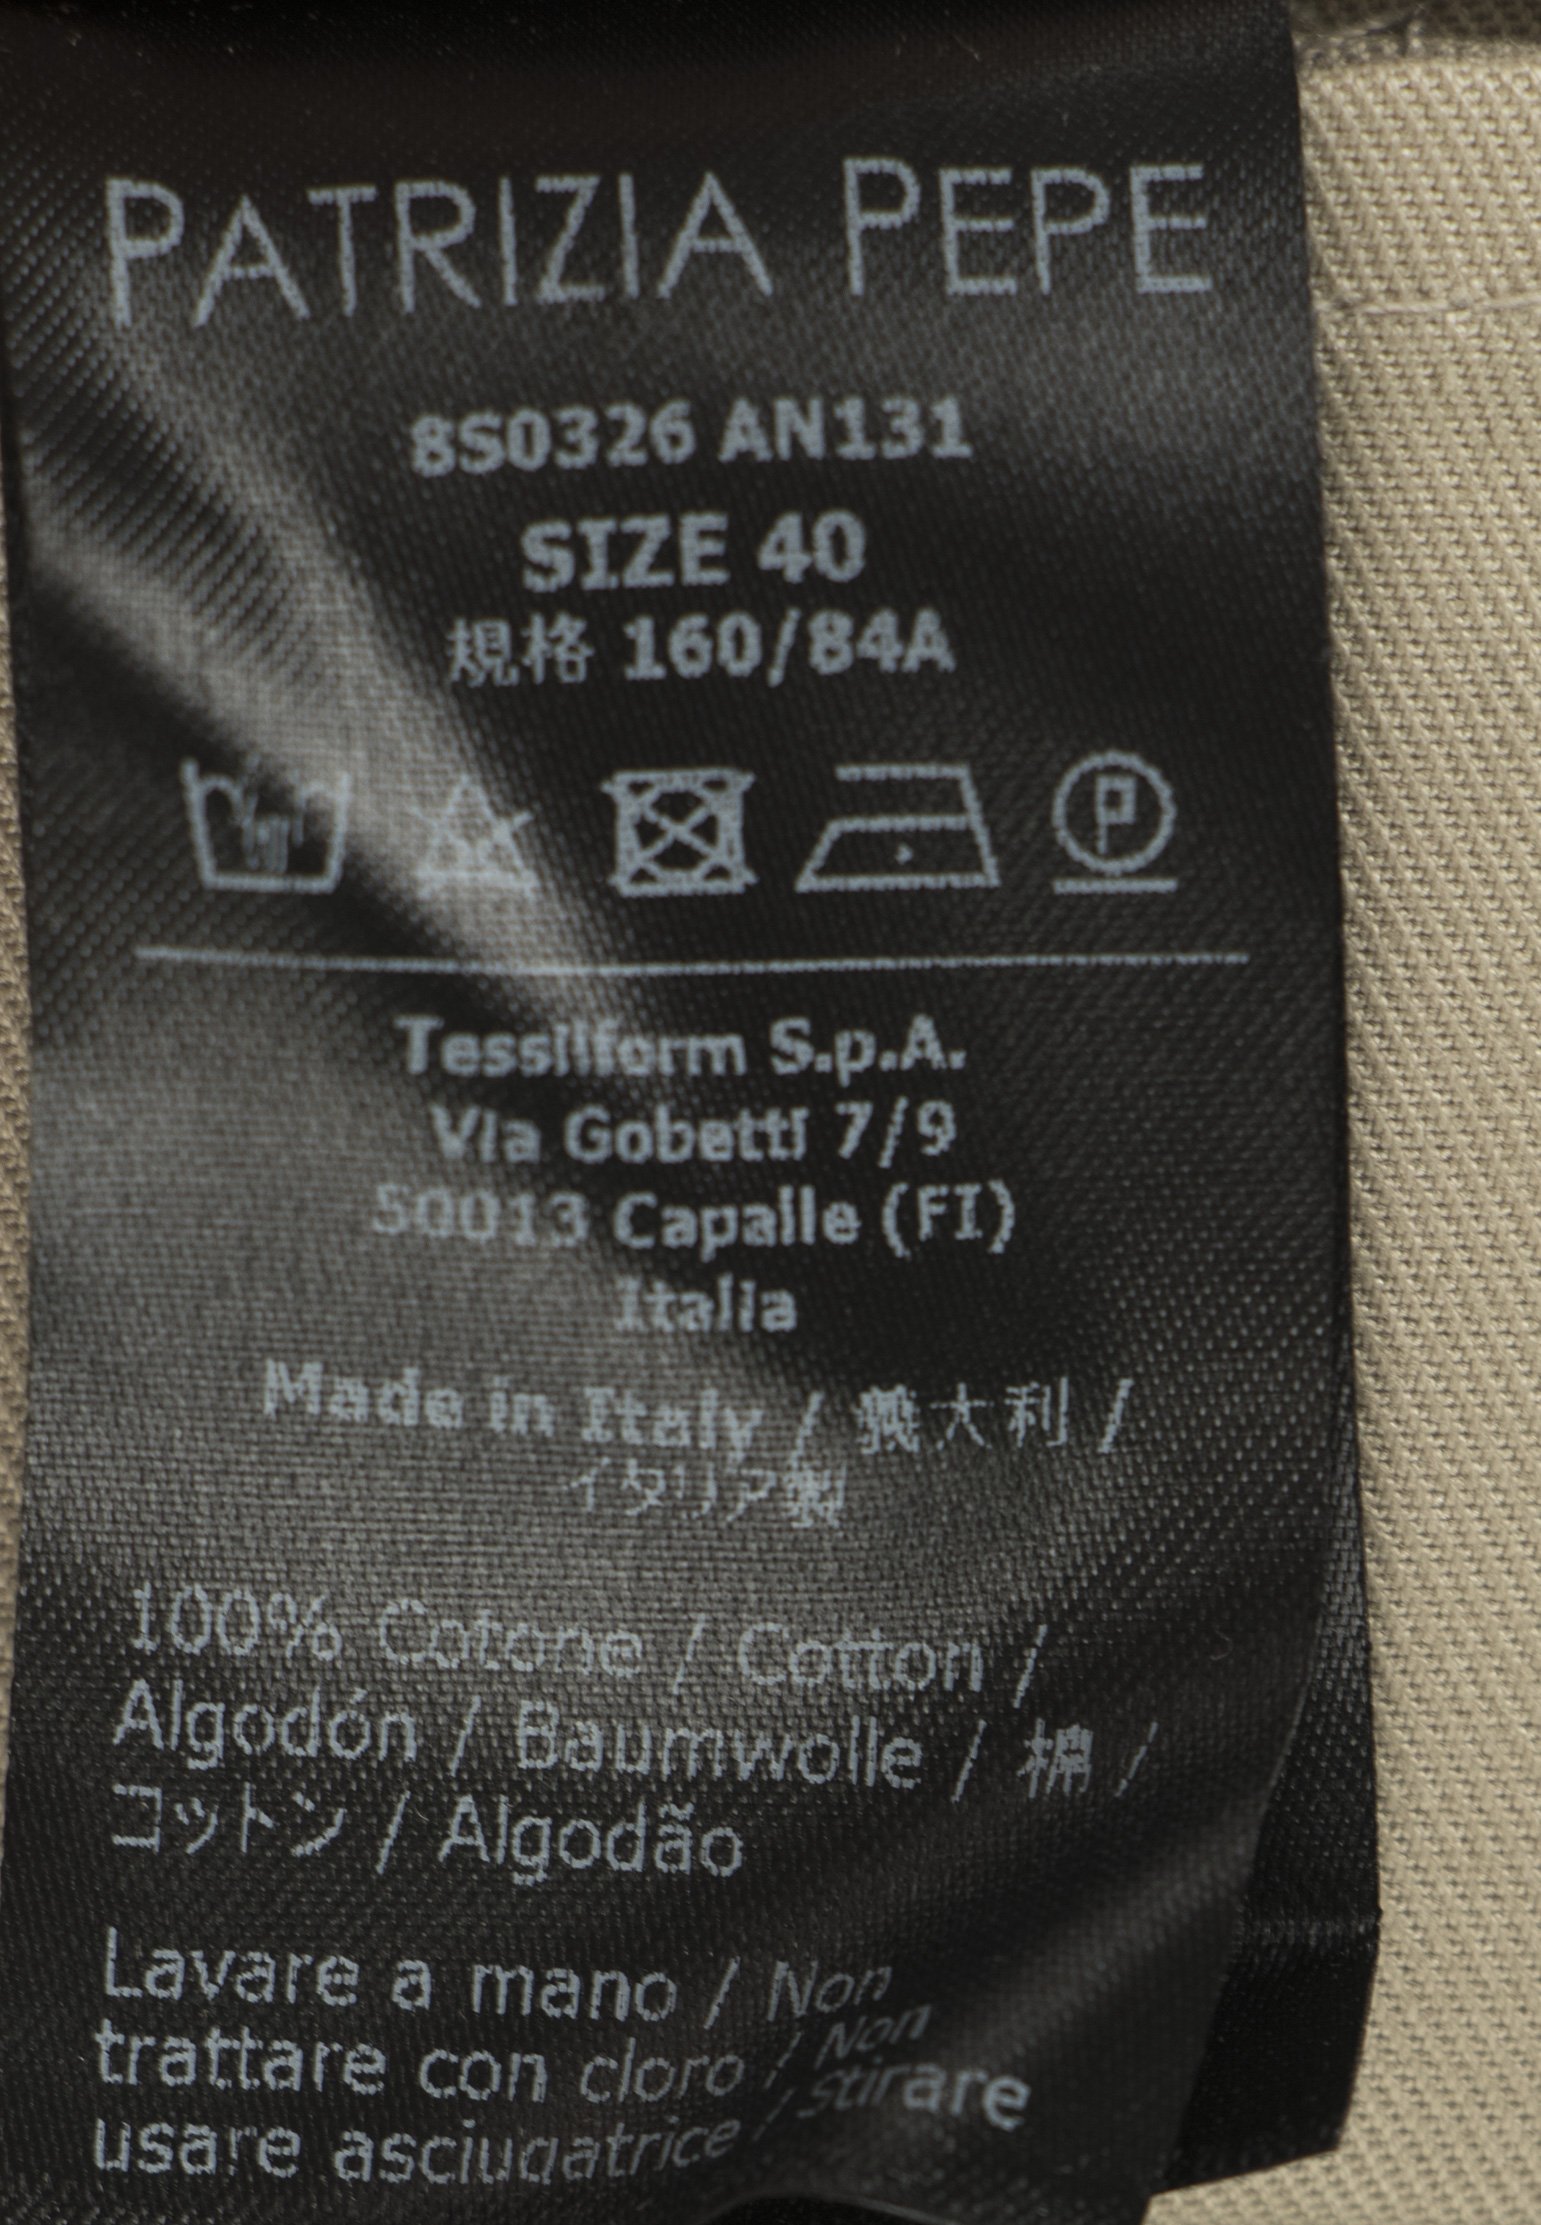 PATRIZIA PEPE
8S0326 AN131
SIZE 40
規格 160/84A
P
Tessilform S.p.A.
Via Gobetti 7/9
50013 Capalle (FI)
Italia
Made in Italy / 義大利 /
イタリア製
100% Cotone / Cotton /
Algodón / Baumwolle / 棉 /
コットン / Algodão
Lavare a mano / Non
trattare con cloro / Non
usare asciugatrice / Stirare